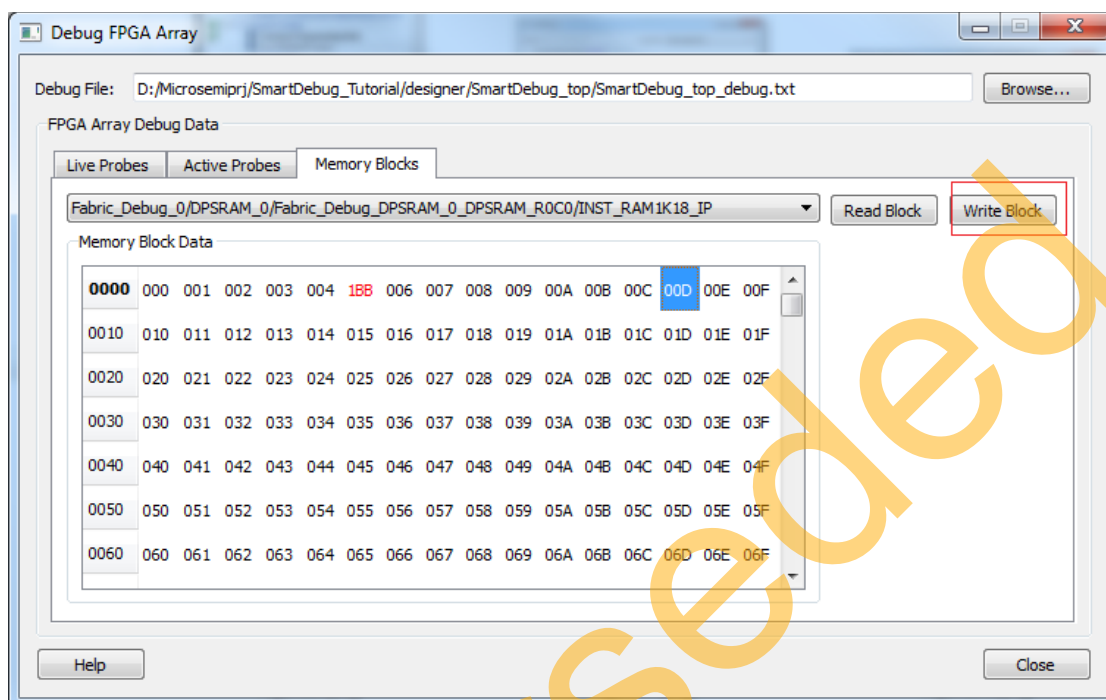 Debug FPGA Array
Debug File: D:/Microsemiprj/SmartDebug_Tutorial/designer/SmartDebug_top/SmartDebug_top_debug.txt Browse...
FPGA Array Debug Data
Live Probes Active Probes Memory Blocks
Fabric_Debug_0/DPSRAM_0/Fabric_Debug_DPSRAM_0_DPSRAM_R0C0/INST_RAM1K18_IP Read Block Write Block
Memory Block Data
0000 000 001 002 003 004 1BB 006 007 008 009 00A 00B 00C 00D 00E 00F
0010 010 011 012 013 014 015 016 017 018 019 01A 01B 01C 01D 01E 01F
0020 020 021 022 023 024 025 026 027 028 029 02A 02B 02C 02D 02E 02F
0030 030 031 032 033 034 035 036 037 038 039 03A 03B 03C 03D 03E 03F
0040 040 041 042 043 044 045 046 047 048 049 04A 04B 04C 04D 04E 04F
0050 050 051 052 053 054 055 056 057 058 059 05A 05B 05C 05D 05E 05F
0060 060 061 062 063 064 065 066 067 068 069 06A 06B 06C 06D 06E 06F
Help Close
seded